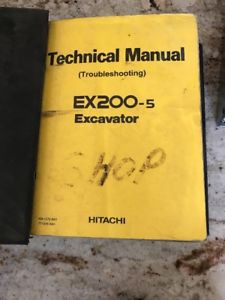 Technical Manual
(Troubleshooting)
EX200-5
Excavator
SHOP
HITACHI